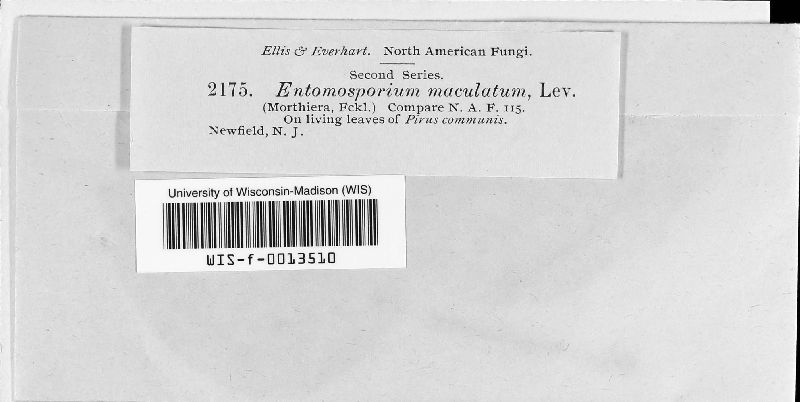 Ellis & Everhart. North American Fungi.
Second Series.
2175. Entomosporium maculatum, Lev.
(Morthiera, Fckl.) Compare N. A. F. 115.
On living leaves of Pirus communis.
Newfield, N. J.
University of Wisconsin-Madison (WIS)
WIS-f-0013510